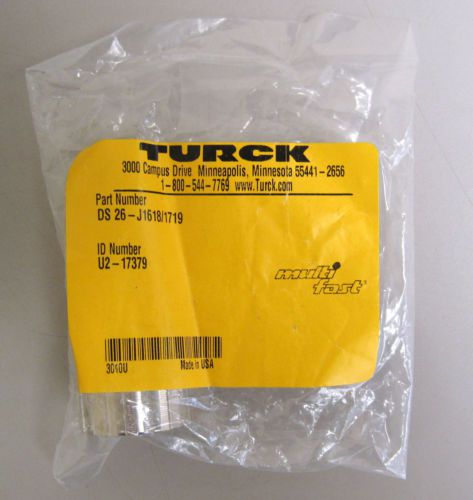 TURCK
3000 Campus Drive Minneapolis, Minnesota 55441-2656
1-800-544-7769 www.Turck.com
Part Number
DS 26-J1618/1719
ID Number
U2-17379
multi
fast®
3040U Made in USA